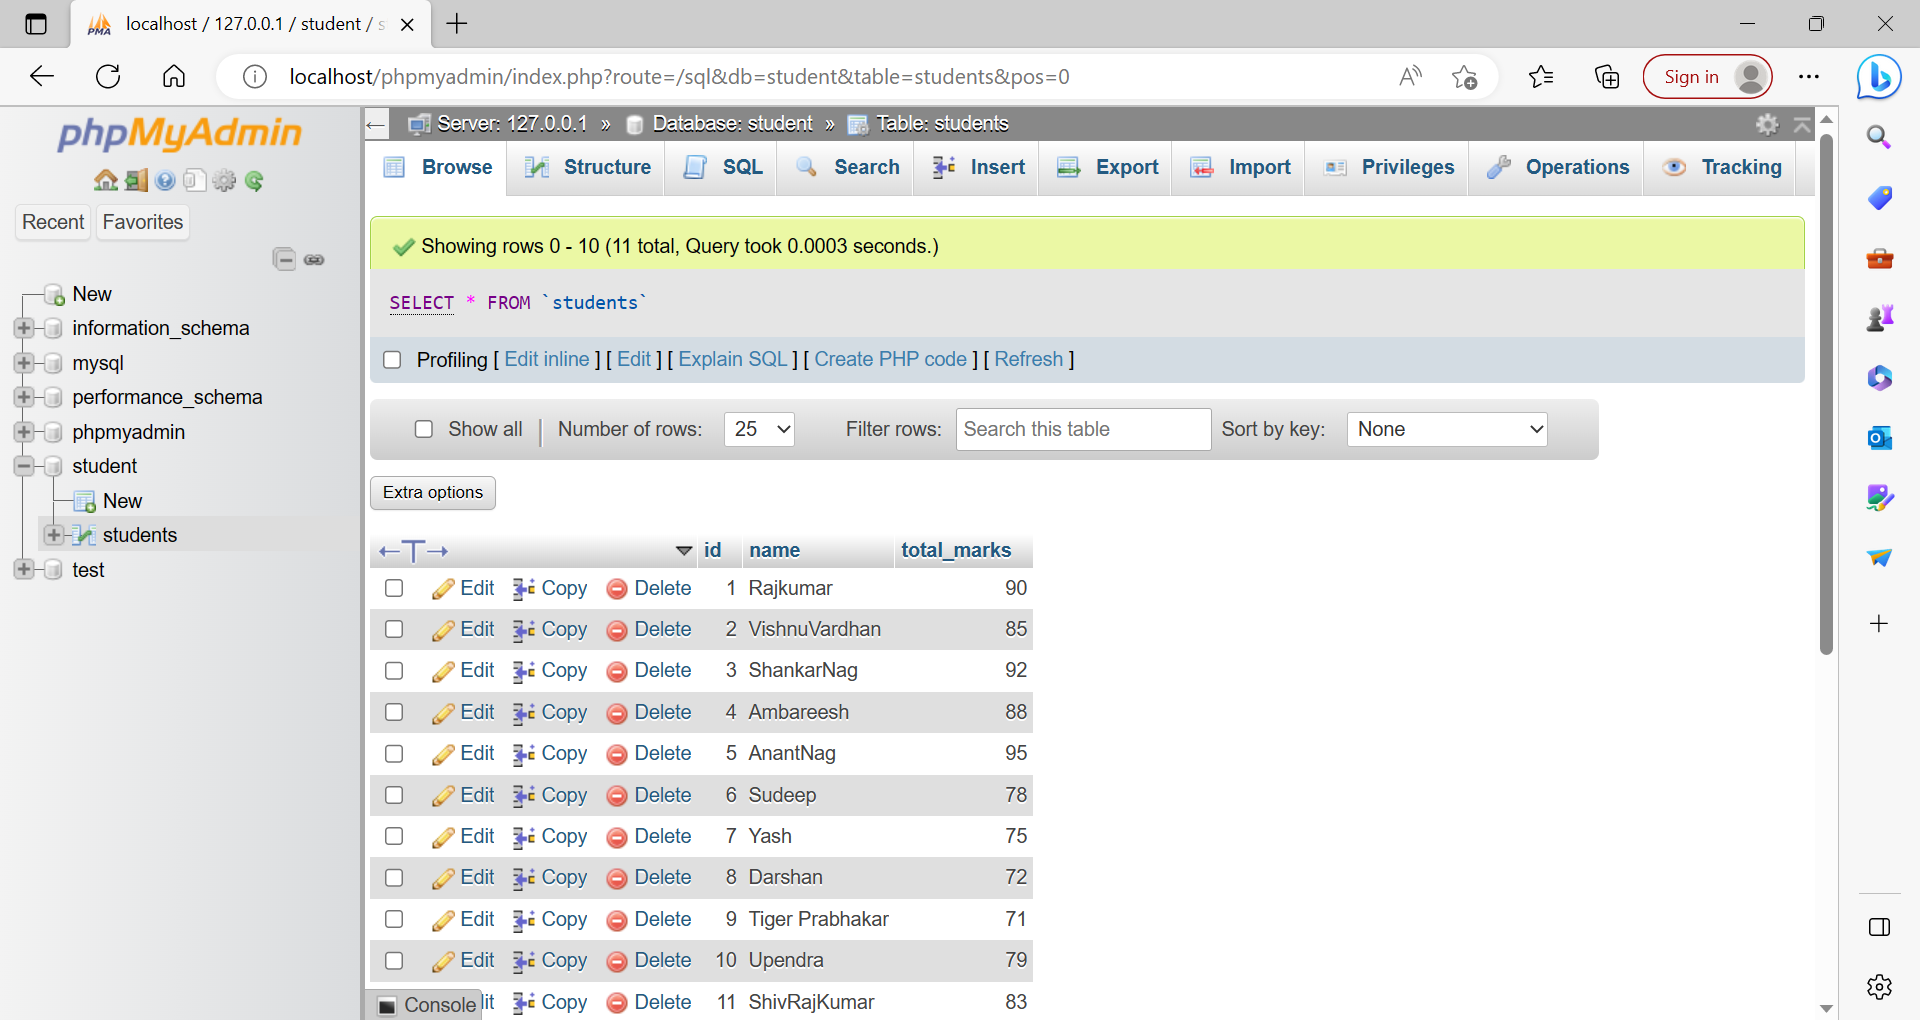 localhost / 127.0.0.1 / student / s
localhost/phpmyadmin/index.php?route=/sql&db=student&table=students&pos=0
Sign in
phpMyAdmin
Recent Favorites
New
information_schema
mysql
performance_schema
phpmyadmin
student
New
students
test
Server: 127.0.0.1 » Database: student » Table: students
Browse Structure SQL Search Insert Export Import Privileges Operations Tracking
Showing rows 0 - 10 (11 total, Query took 0.0003 seconds.)
SELECT * FROM `students`
Profiling [ Edit inline ] [ Edit ] [ Explain SQL ] [ Create PHP code ] [ Refresh ]
Show all Number of rows: 25 Filter rows: Search this table Sort by key: None
Extra options
id name total_marks
Edit Copy Delete 1 Rajkumar 90
Edit Copy Delete 2 VishnuVardhan 85
Edit Copy Delete 3 ShankarNag 92
Edit Copy Delete 4 Ambareesh 88
Edit Copy Delete 5 AnantNag 95
Edit Copy Delete 6 Sudeep 78
Edit Copy Delete 7 Yash 75
Edit Copy Delete 8 Darshan 72
Edit Copy Delete 9 Tiger Prabhakar 71
Edit Copy Delete 10 Upendra 79
Console it Copy Delete 11 ShivRajKumar 83